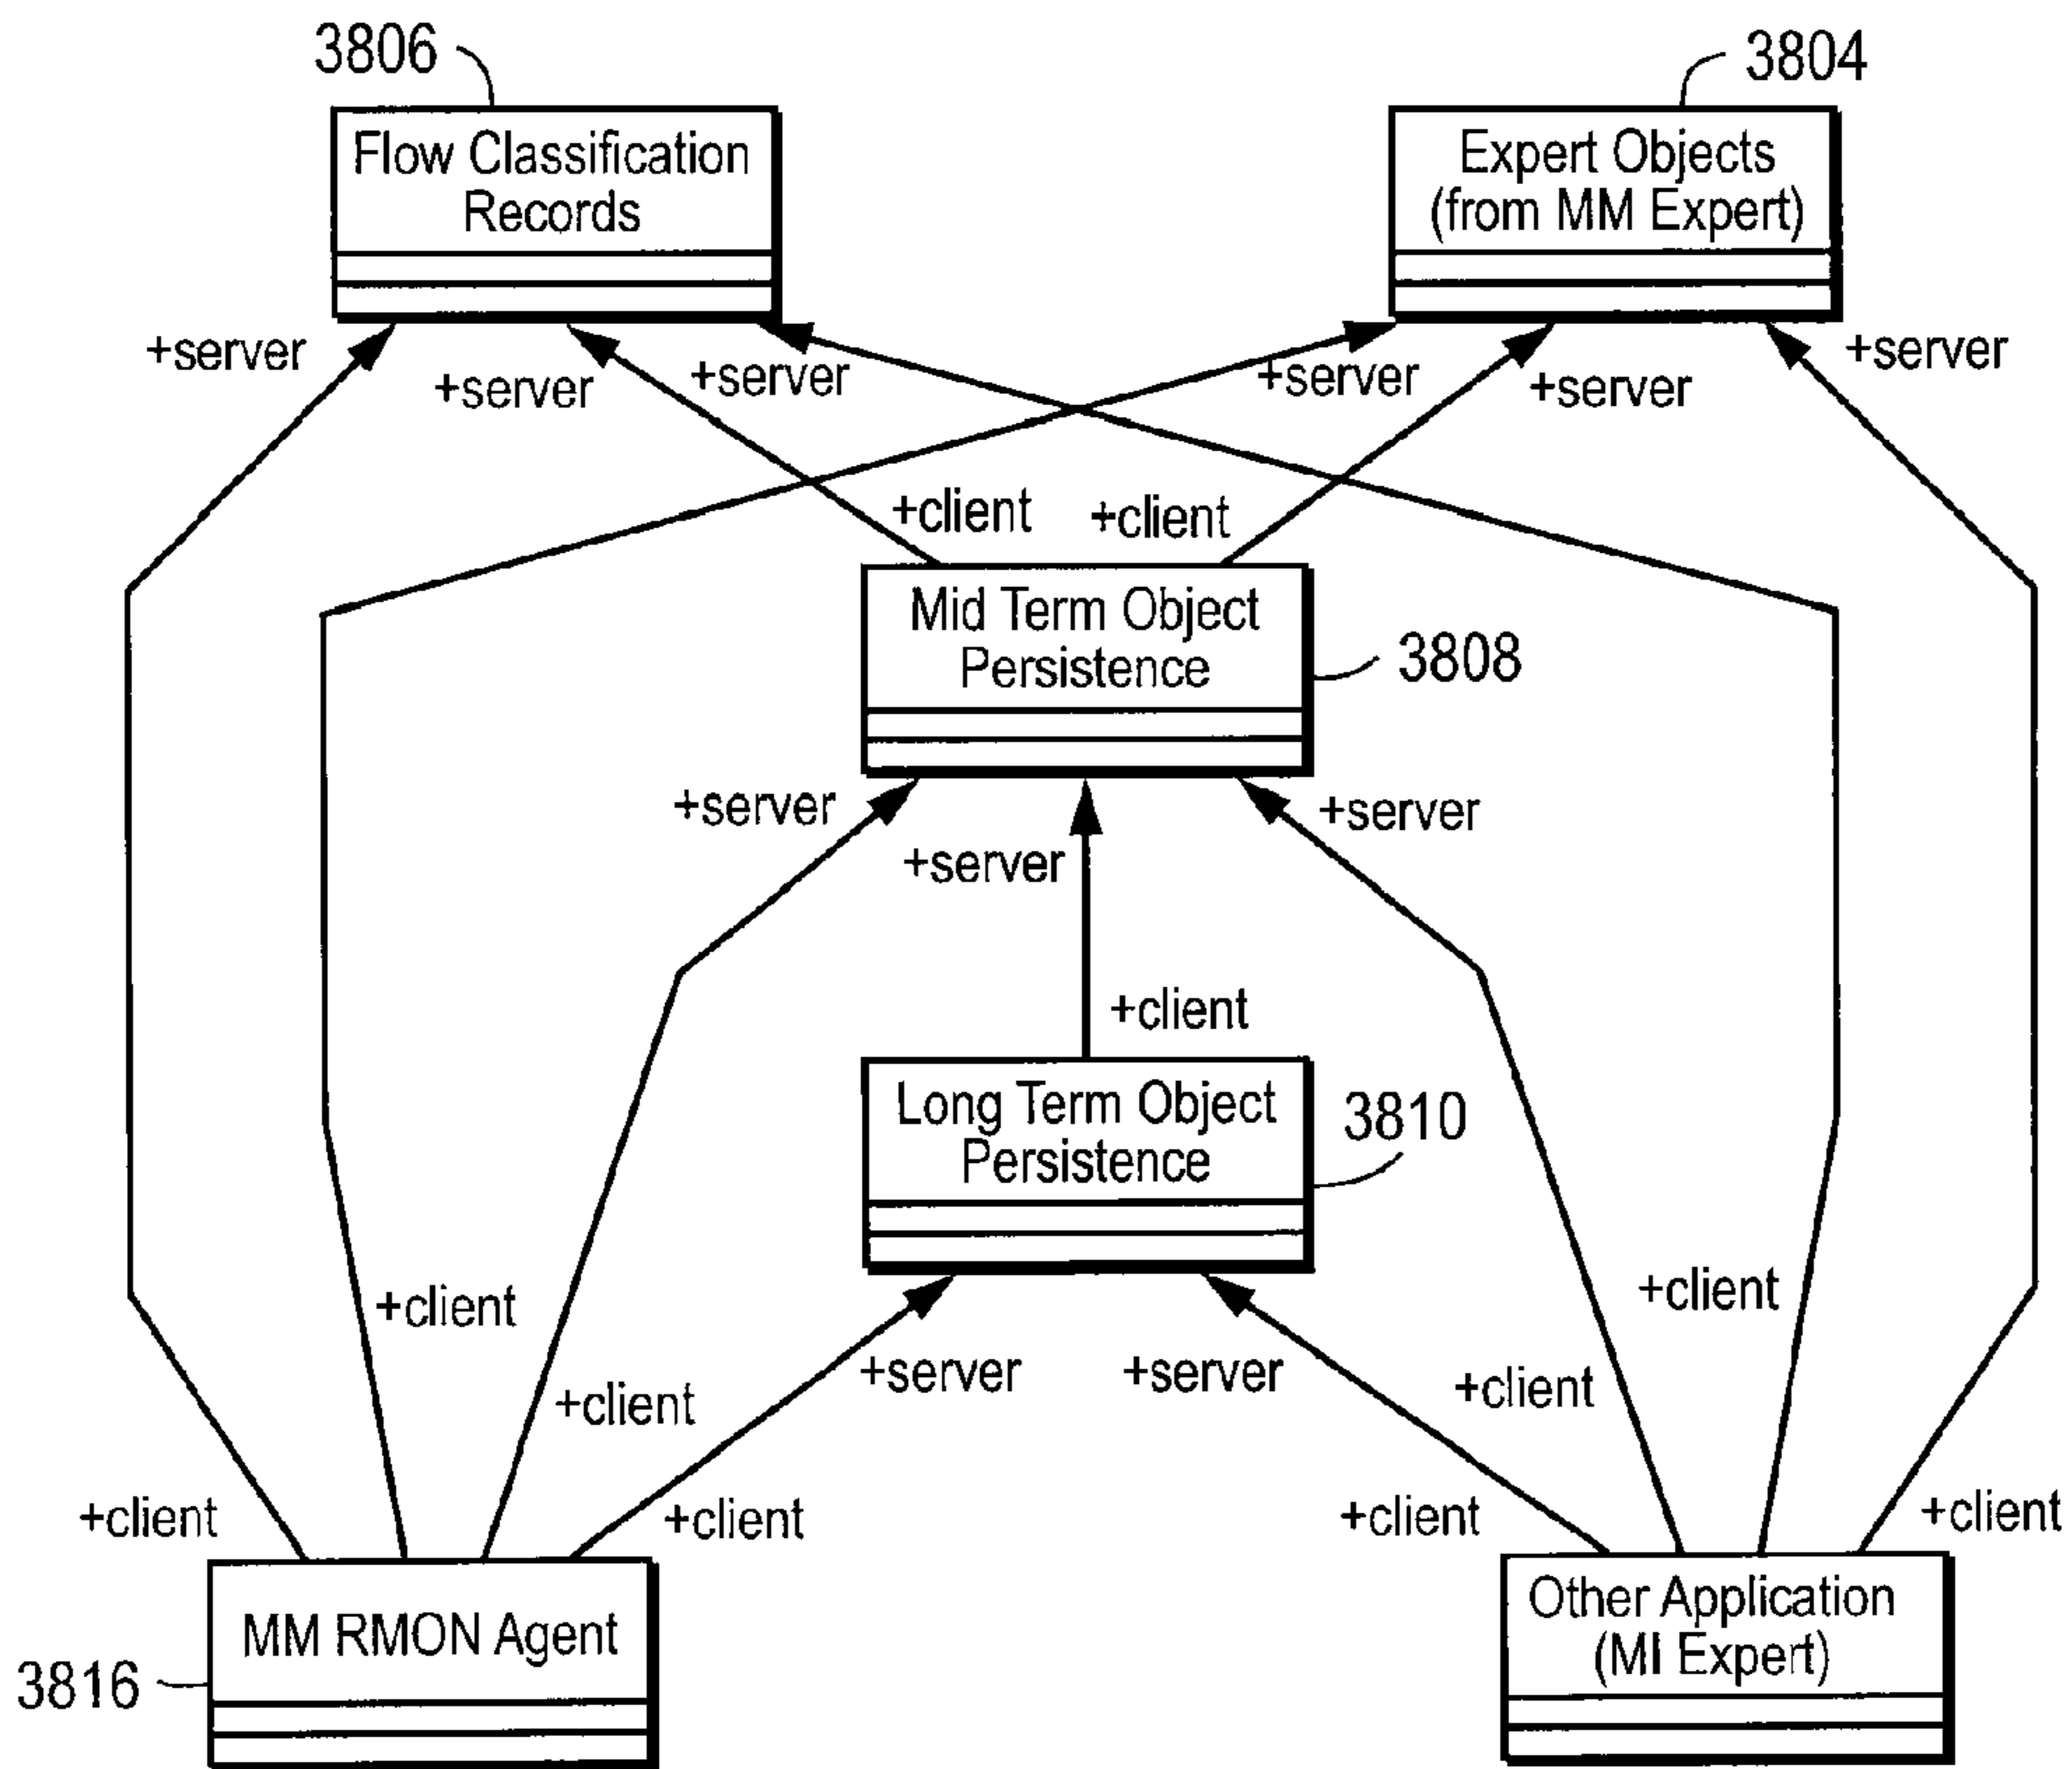 3806
3804
Flow Classification
Records
Expert Objects
(from MM Expert)
+server
+server
+server
+server
+server
+server
+client
+client
Mid Term Object
Persistence
3808
+server
+server
+server
+client
Long Term Object
Persistence
3810
+client
+client
+server
+server
+client
+client
+client
+client
+client
+client
MM RMON Agent
3816
Other Application
(MI Expert)